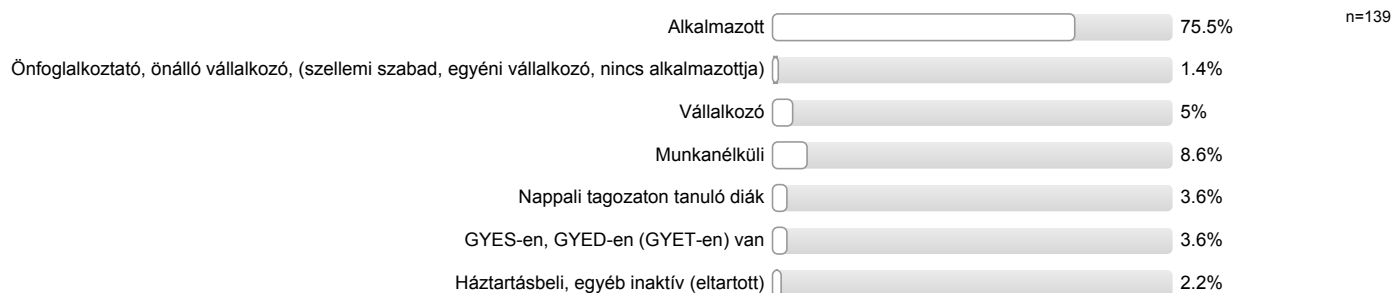 Alkalmazott 75.5% n=139
Önfoglalkoztató, önálló vállalkozó, (szellemi szabad, egyéni vállalkozó, nincs alkalmazottja) 1.4%
Vállalkozó 5%
Munkanélküli 8.6%
Nappali tagozaton tanuló diák 3.6%
GYES-en, GYED-en (GYET-en) van 3.6%
Háztartásbeli, egyéb inaktív (eltartott) 2.2%